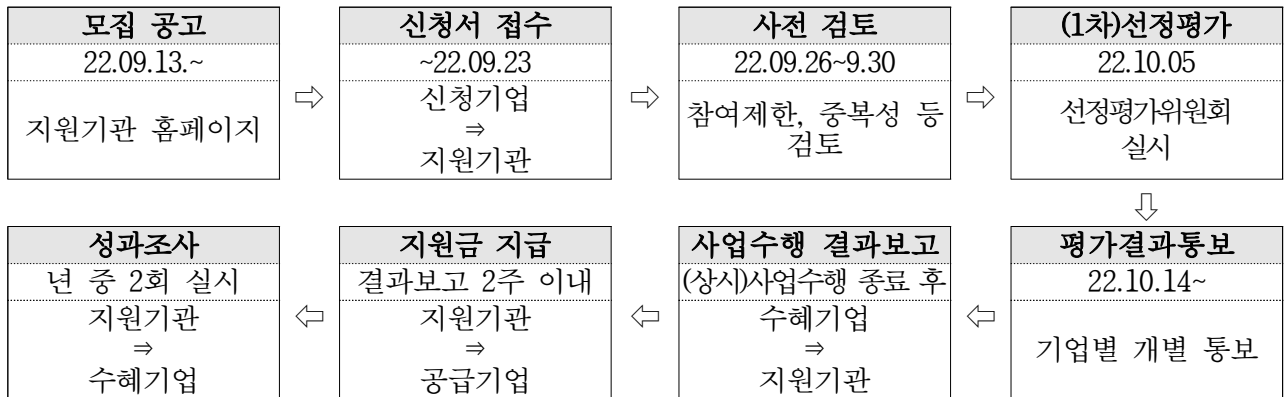 모집 공고
22.09.13.~
지원기관 홈페이지
⇨
신청서 접수
~22.09.23
신청기업
⇒
지원기관
⇨
사전 검토
22.09.26~9.30
참여제한, 중복성 등
검토
⇨
(1차)선정평가
22.10.05
선정평가위원회
실시
⇩
평가결과통보
22.10.14~
기업별 개별 통보
⇦
사업수행 결과보고
(상시)사업수행 종료 후
수혜기업
⇒
지원기관
⇦
지원금 지급
결과보고 2주 이내
지원기관
⇒
공급기업
⇦
성과조사
년 중 2회 실시
지원기관
⇒
수혜기업